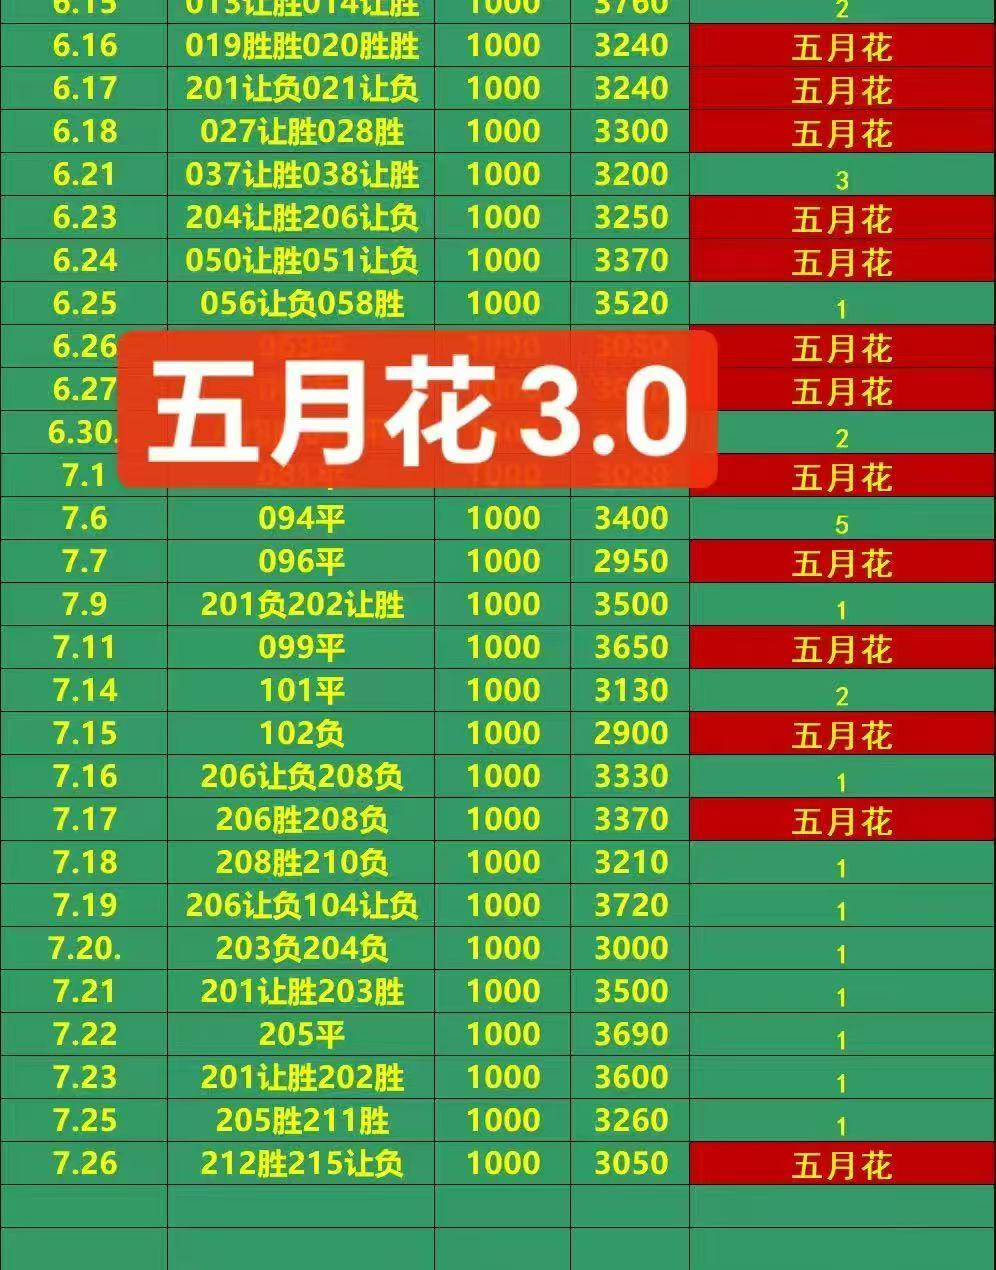 6.15 013让胜014让胜 1000 3760 2
6.16 019胜胜020胜胜 1000 3240 五月花
6.17 201让负021让负 1000 3240 五月花
6.18 027让胜028胜 1000 3300 五月花
6.21 037让胜038让胜 1000 3200 3
6.23 204让胜206让负 1000 3250 五月花
6.24 050让胜051让负 1000 3370 五月花
6.25 056让负058胜 1000 3520 1
6.26 五月花
6.27 五月花
五月花3.0
6.30. 2
7.1 五月花
7.6 094平 1000 3400 5
7.7 096平 1000 2950 五月花
7.9 201负202让胜 1000 3500 1
7.11 099平 1000 3650 五月花
7.14 101平 1000 3130 2
7.15 102负 1000 2900 五月花
7.16 206让负208负 1000 3330 1
7.17 206胜208负 1000 3370 五月花
7.18 208胜210负 1000 3210 1
7.19 206让负104让负 1000 3720 1
7.20. 203负204负 1000 3000 1
7.21 201让胜203胜 1000 3500 1
7.22 205平 1000 3690 1
7.23 201让胜202胜 1000 3600 1
7.25 205胜211胜 1000 3260 1
7.26 212胜215让负 1000 3050 五月花